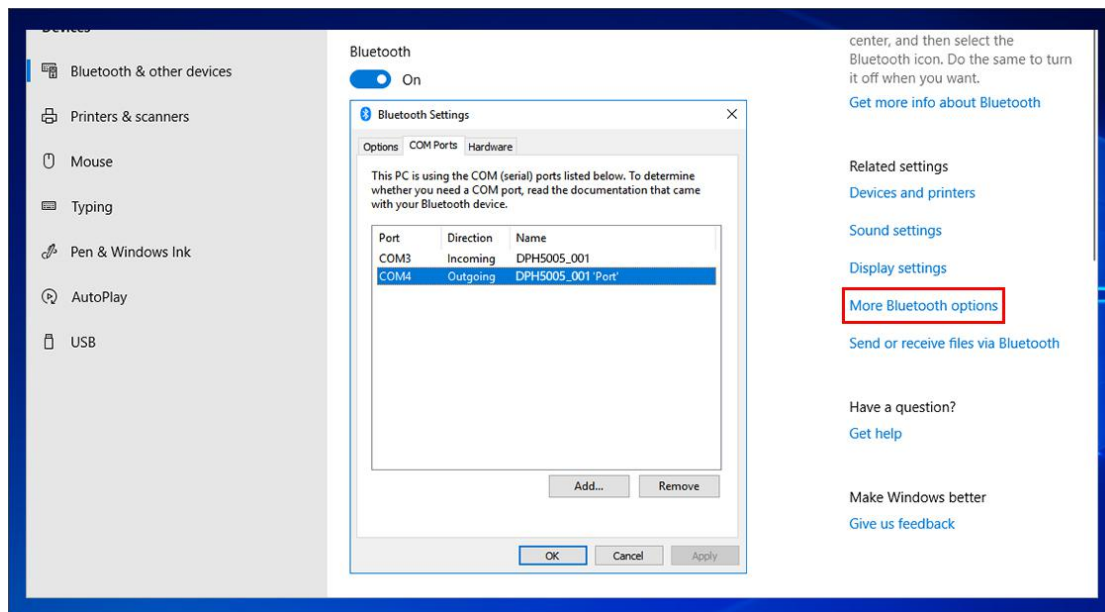 Bluetooth & other devices
Printers & scanners
Mouse
Typing
Pen & Windows Ink
AutoPlay
USB
Bluetooth
On
Bluetooth Settings
Options COM Ports Hardware
This PC is using the COM (serial) ports listed below. To determine
whether you need a COM port, read the documentation that came
with your Bluetooth device.
Port Direction Name
COM3 Incoming DPH5005_001
COM4 Outgoing DPH5005_001 'Port'
Add... Remove
OK Cancel Apply
center, and then select the
Bluetooth icon. Do the same to turn
it off when you want.
Get more info about Bluetooth
Related settings
Devices and printers
Sound settings
Display settings
More Bluetooth options
Send or receive files via Bluetooth
Have a question?
Get help
Make Windows better
Give us feedback